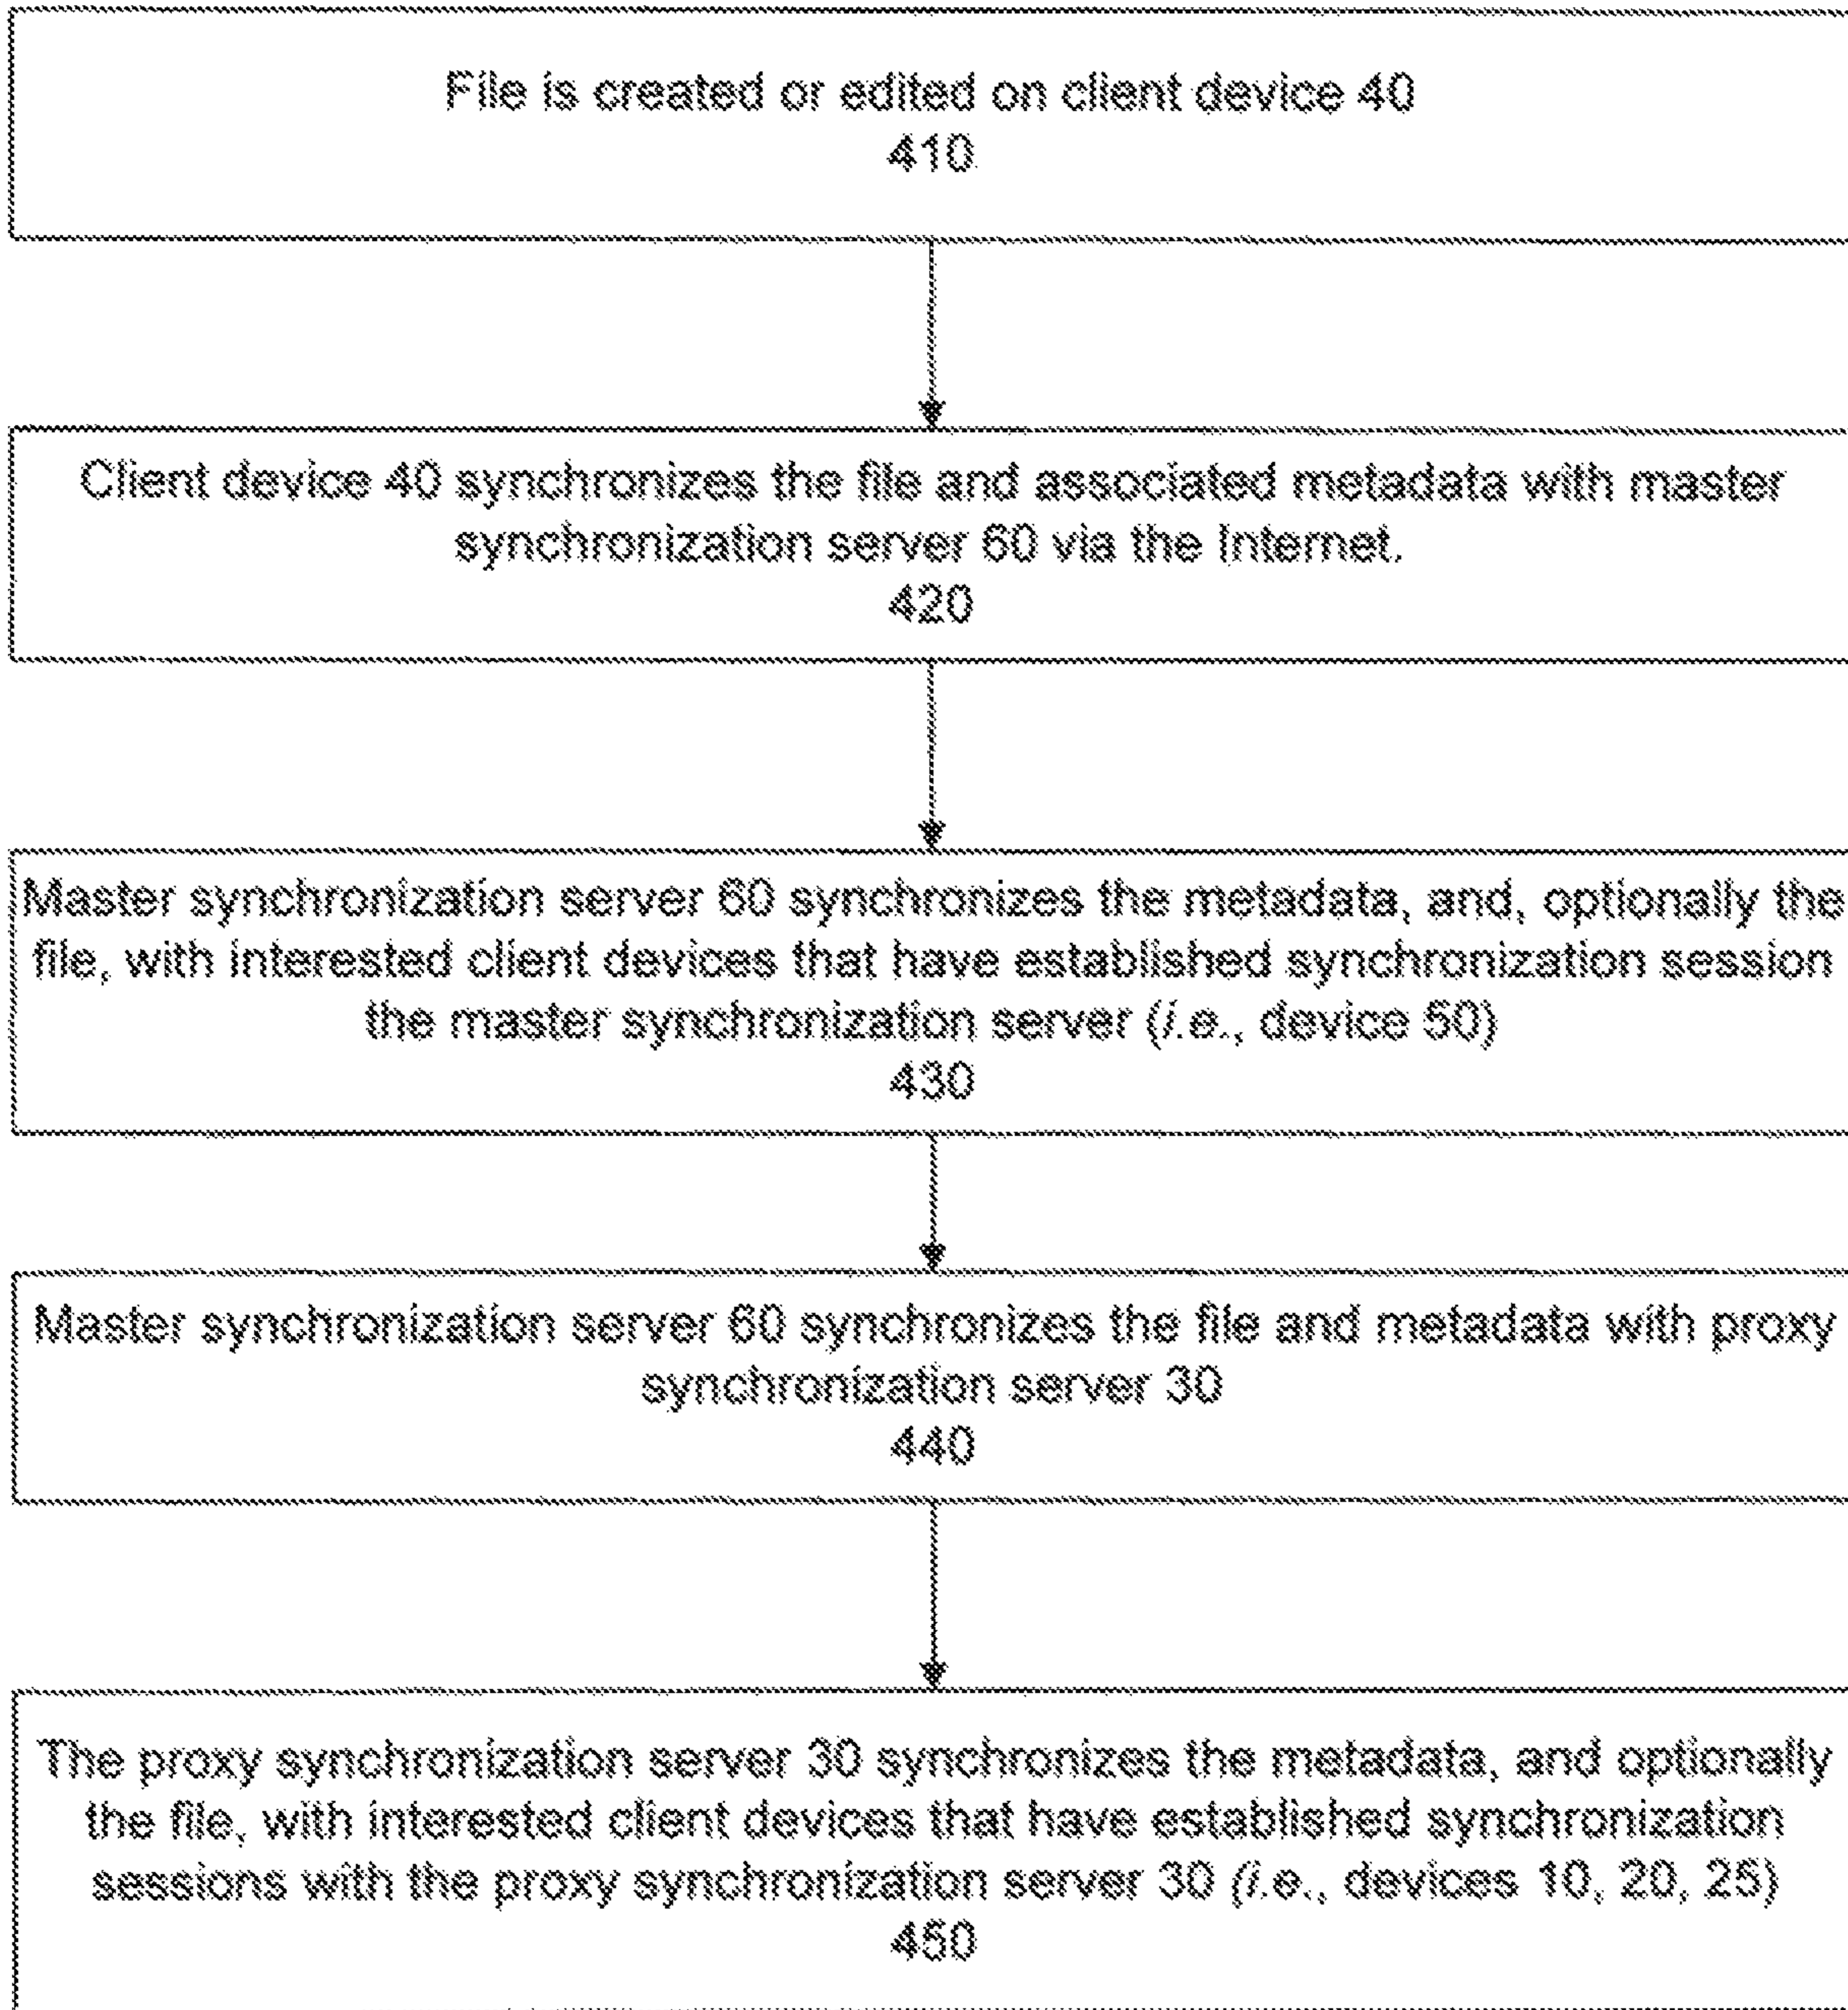 File is created or edited on client device 40
410
Client device 40 synchronizes the file and associated metadata with master
synchronization server 60 via the Internet.
420
Master synchronization server 60 synchronizes the metadata, and, optionally the
file, with interested client devices that have established synchronization session
the master synchronization server (i.e., device 50)
430
Master synchronization server 60 synchronizes the file and metadata with proxy
synchronization server 30
440
The proxy synchronization server 30 synchronizes the metadata, and optionally
the file, with interested client devices that have established synchronization
sessions with the proxy synchronization server 30 (i.e., devices 10, 20, 25)
450